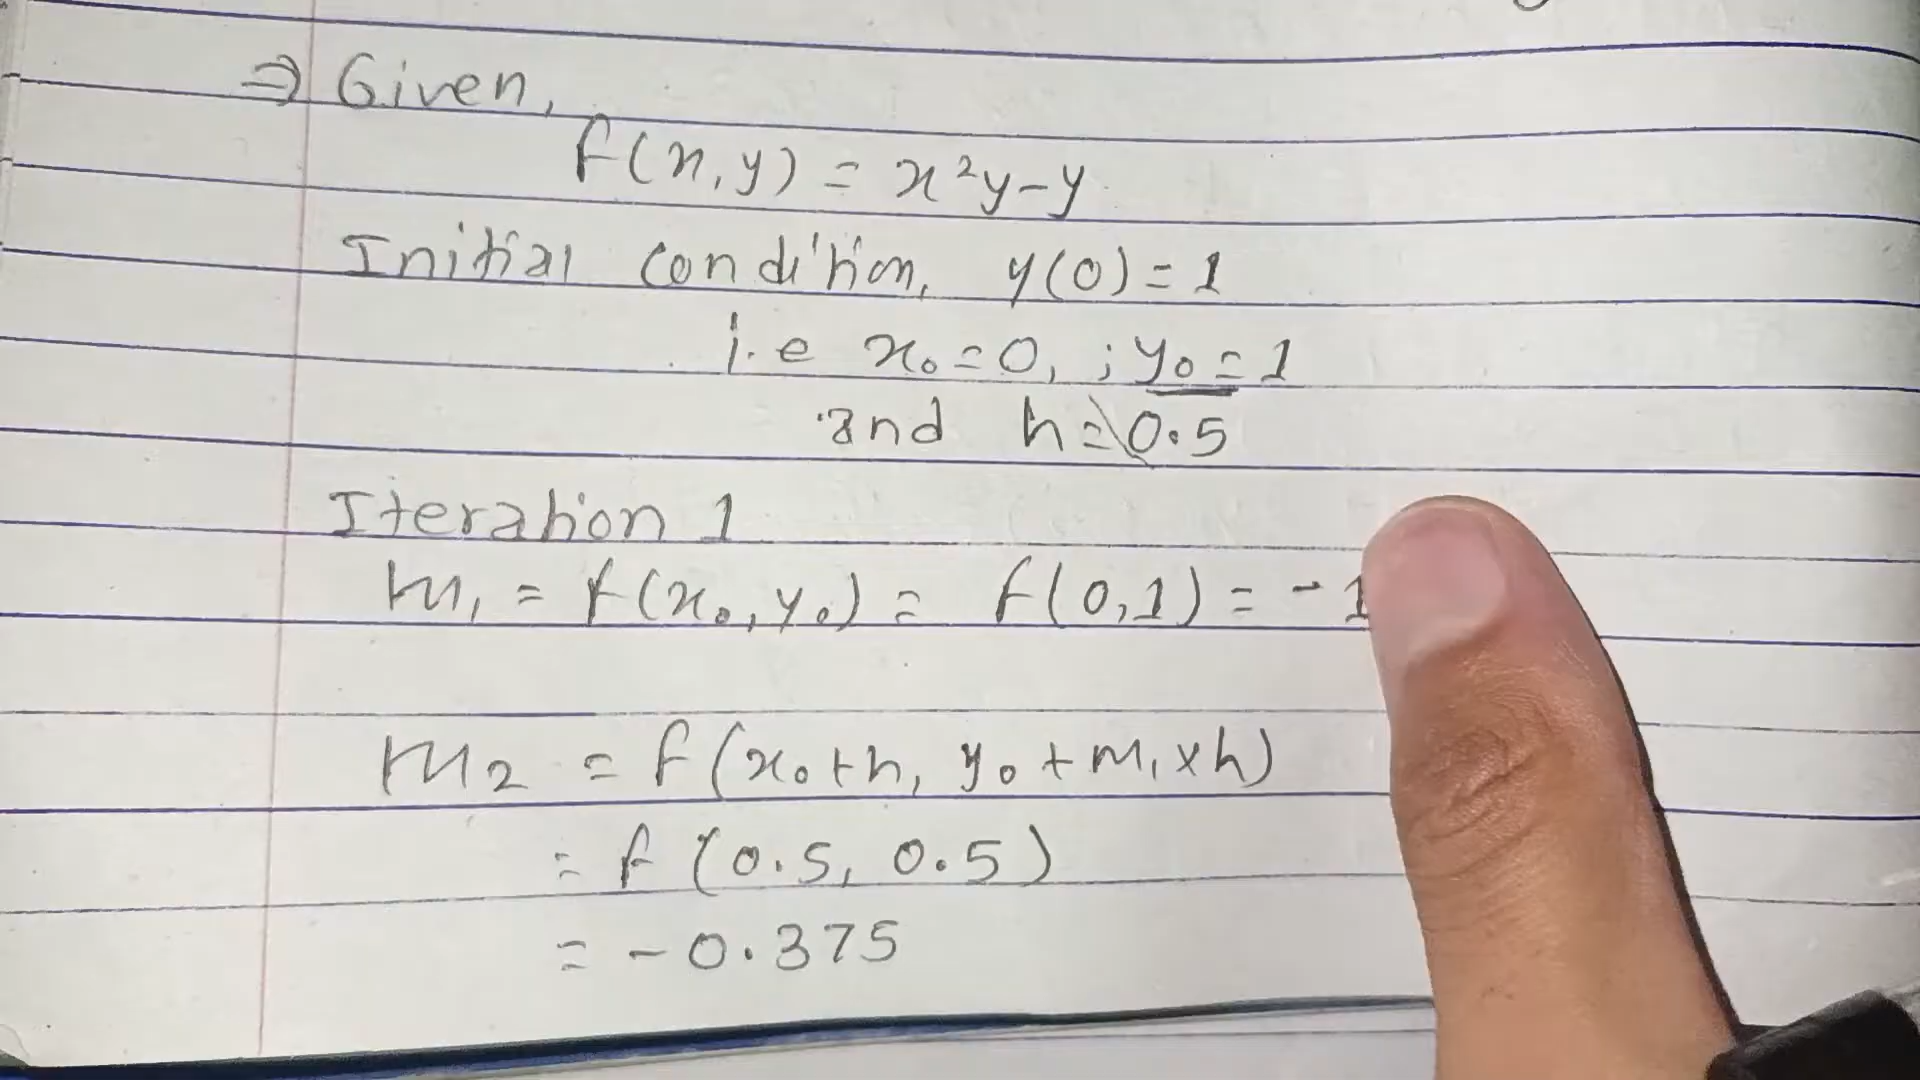 ⇒ Given,
f(x,y) = x²y-y
Initial condition, y(0) = 1
i.e x₀ = 0, ; y₀ = 1
and h = 0.5
Iteration 1
m₁ = f(x₀, y₀) = f(0,1) = -1
m₂ = f(x₀+h, y₀ + m₁xh)
= f(0.5, 0.5)
= -0.375